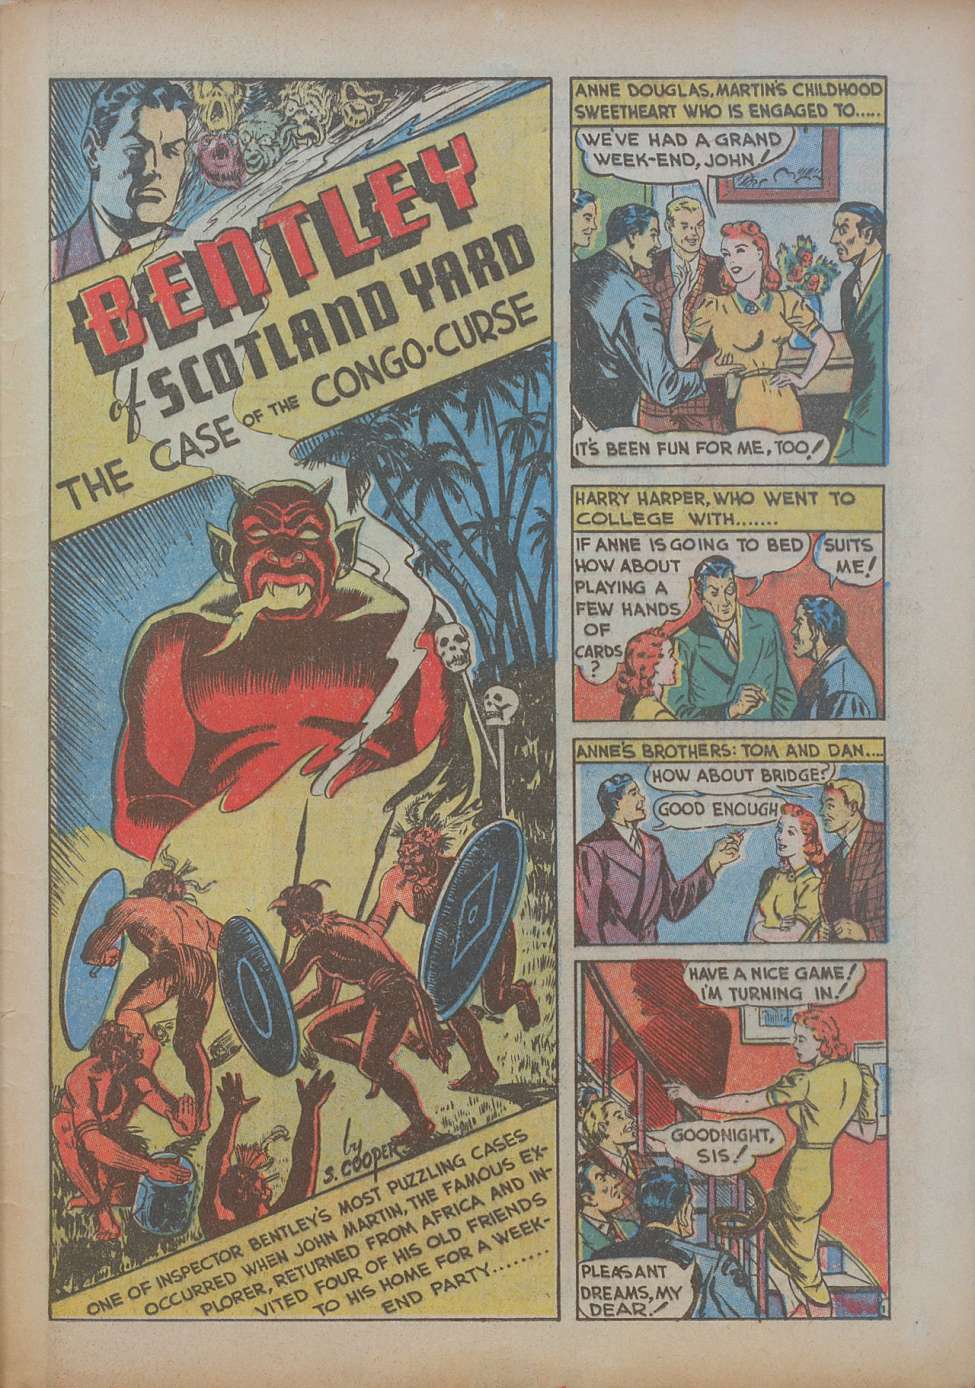 BENTLEY
of SCOTLAND YARD
THE CASE OF THE CONGO-CURSE
by
S. COOPER
ONE OF INSPECTOR BENTLEY'S MOST PUZZLING CASES
OCCURRED WHEN JOHN MARTIN, THE FAMOUS EX-
PLORER, RETURNED FROM AFRICA AND IN-
VITED FOUR OF HIS OLD FRIENDS
TO HIS HOME FOR A WEEK-
END PARTY.......
ANNE DOUGLAS, MARTIN'S CHILDHOOD
SWEETHEART WHO IS ENGAGED TO.....
WE'VE HAD A GRAND
WEEK-END, JOHN!
IT'S BEEN FUN FOR ME, TOO!
HARRY HARPER, WHO WENT TO
COLLEGE WITH.......
IF ANNE IS GOING TO BED
HOW ABOUT
PLAYING A
FEW HANDS
OF
CARDS
?
SUITS
ME!
ANNE'S BROTHERS: TOM AND DAN....
HOW ABOUT BRIDGE?
GOOD ENOUGH
HAVE A NICE GAME!
I'M TURNING IN!
GOODNIGHT,
SIS!
PLEASANT
DREAMS, MY
DEAR!
1